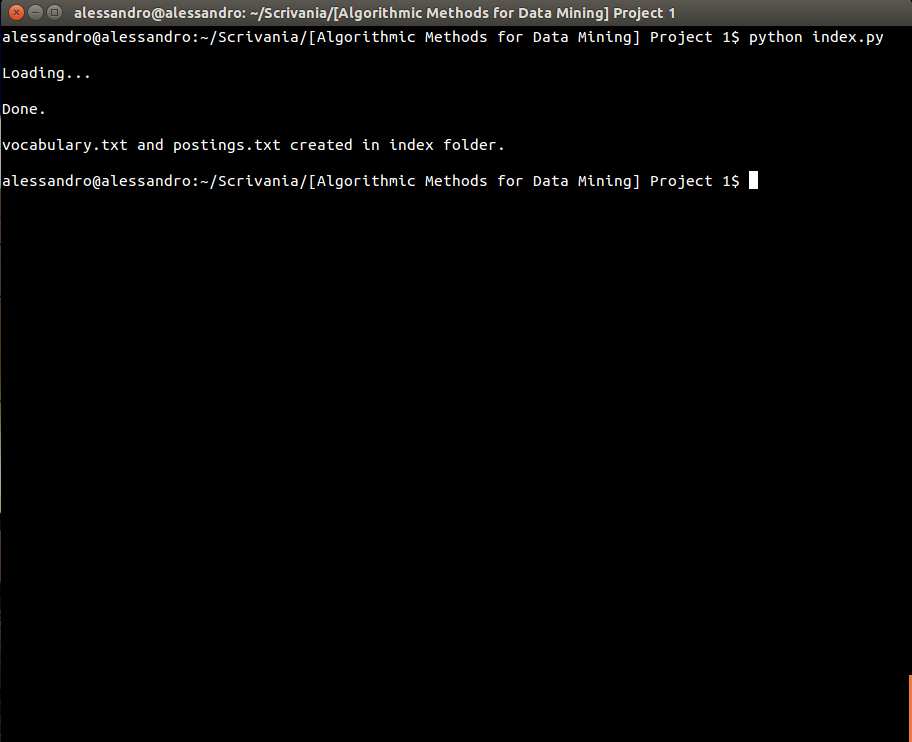 alessandro@alessandro: ~/Scrivania/[Algorithmic Methods for Data Mining] Project 1
alessandro@alessandro:~/Scrivania/[Algorithmic Methods for Data Mining] Project 1$ python index.py
Loading...
Done.
vocabulary.txt and postings.txt created in index folder.
alessandro@alessandro:~/Scrivania/[Algorithmic Methods for Data Mining] Project 1$